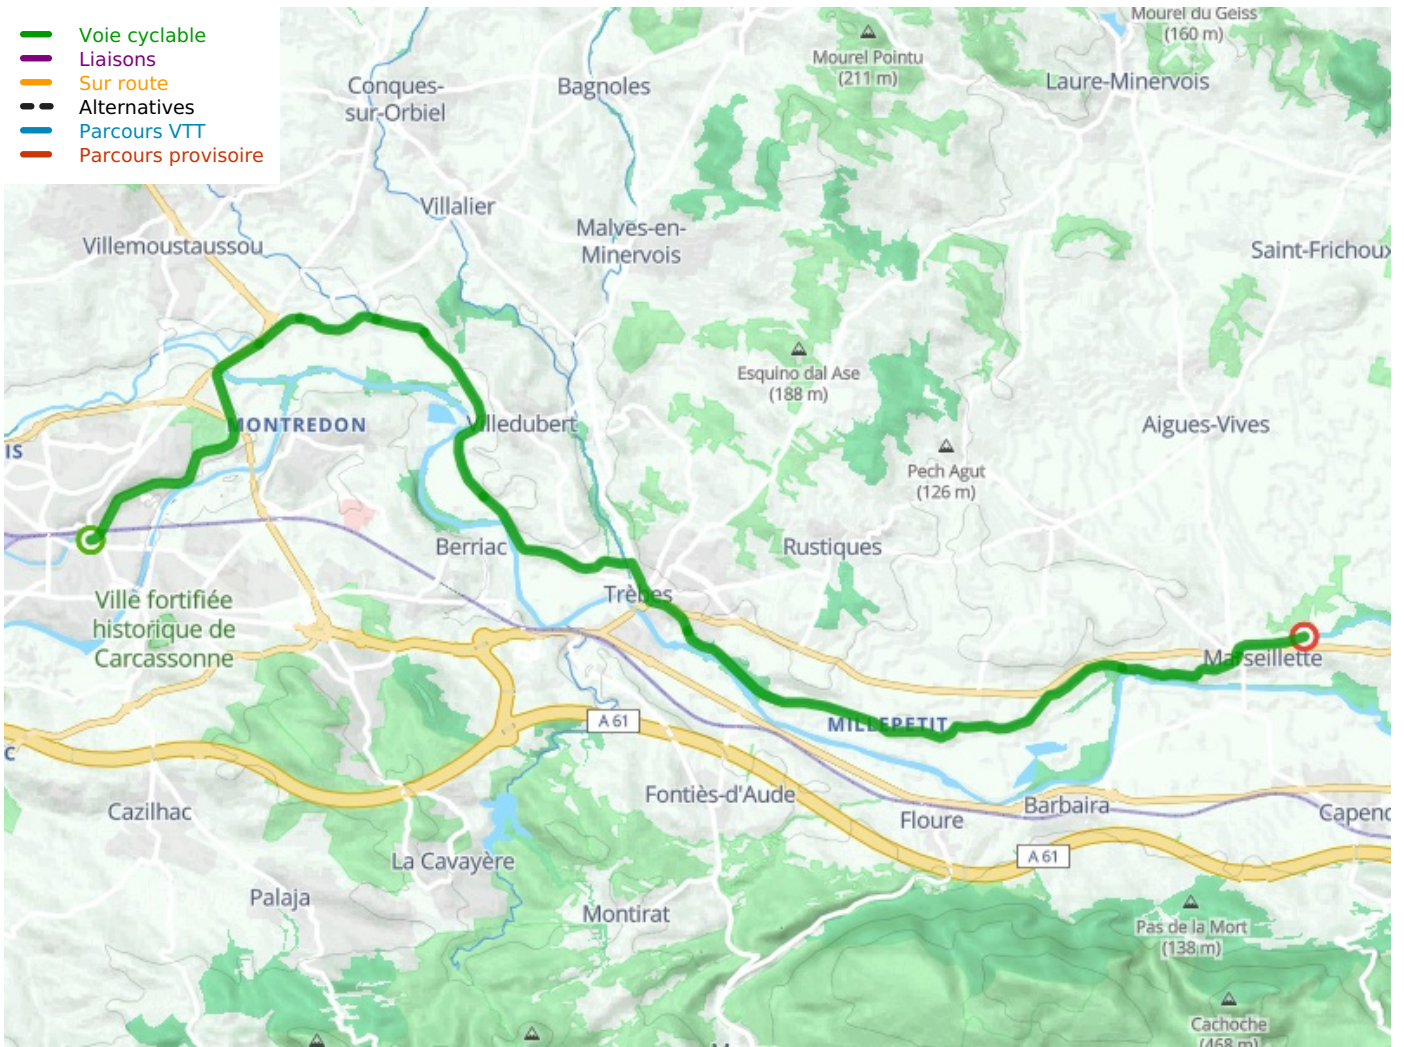 Voie cyclable
Liaisons
Sur route
Alternatives
Parcours VTT
Parcours provisoire
Mourel du Geiss
(160 m)
Mourel Pointu
(211 m)
Conques-
sur-Orbiel
Bagnoles
Laure-Minervois
Villalier
Villemoustaussou
Malves-en-
Minervois
Saint-Frichoux
Esquino dal Ase
(188 m)
MONTREDON
Villedubert
Aigues-Vives
IS
Pech Agut
(126 m)
Berriac
Rustiques
Trèbes
Ville fortifiée
historique de
Carcassonne
Marseillette
A 61
MILLEPETIT
C
Fontiès-d'Aude
Cazilhac
Floure
Barbaira
Capend
La Cavayère
A 61
Palaja
Montirat
Pas de la Mort
(138 m)
Cachoche
(468 m)